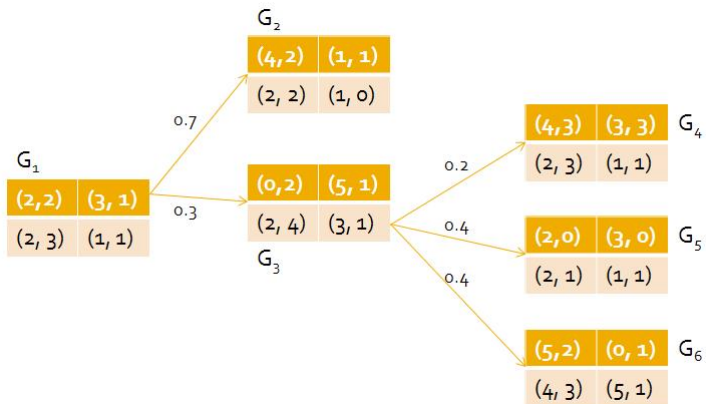 G2
(4,2) (1, 1)
(2, 2) (1, 0)
0.7
G1
(2,2) (3, 1)
(2, 3) (1, 1)
0.3
(0,2) (5, 1)
(2, 4) (3, 1)
G3
0.2
(4,3) (3, 3) G4
(2, 3) (1, 1)
0.4
(2,0) (3, 0) G5
(2, 1) (1, 1)
0.4
(5,2) (0, 1) G6
(4, 3) (5, 1)